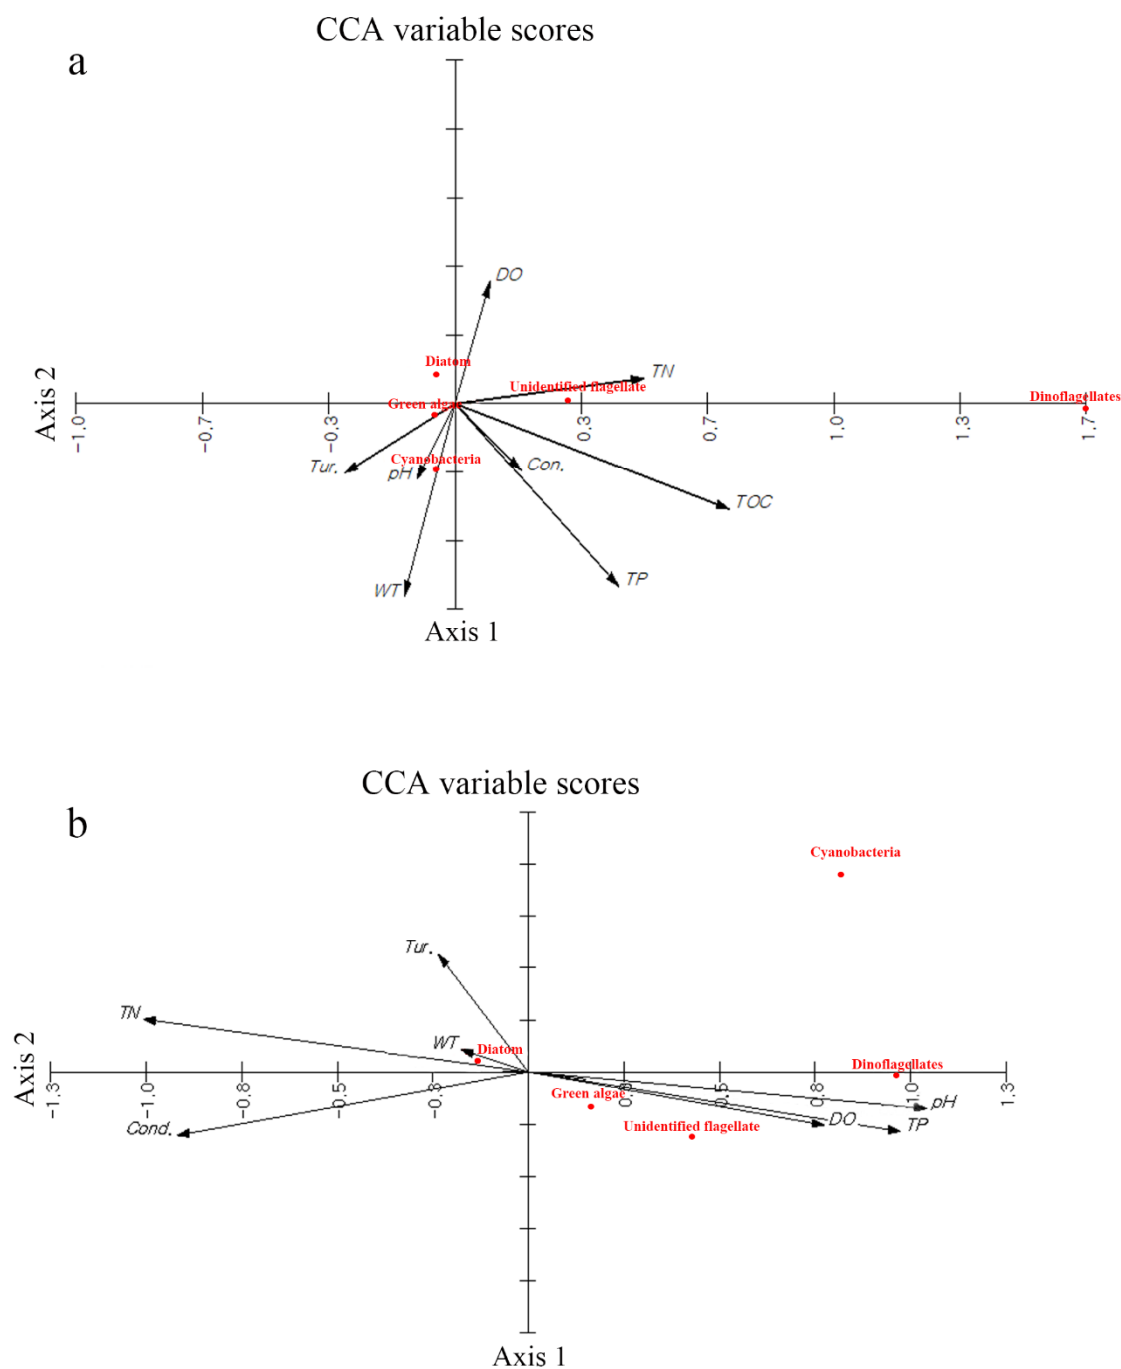 CCA variable scores
a
DO
Diatom
TN
Unidentified flagellate
Dinoflagellates
Axis 2
Green algae
-1.0
-0.7
-0.3
0.3
0.7
1.0
1.3
1.7
Tur.
pH
Cyanobacteria
Con.
TOC
WT
TP
Axis 1
CCA variable scores
b
Cyanobacteria
Tur.
TN
WT
Diatom
Dinoflagellates
Axis 2
-1.3
-1.0
-0.8
-0.5
-0.3
0.5
0.8
1.0
1.3
Green algae
pH
Cond.
Unidentified flagellate
DO
TP
Axis 1